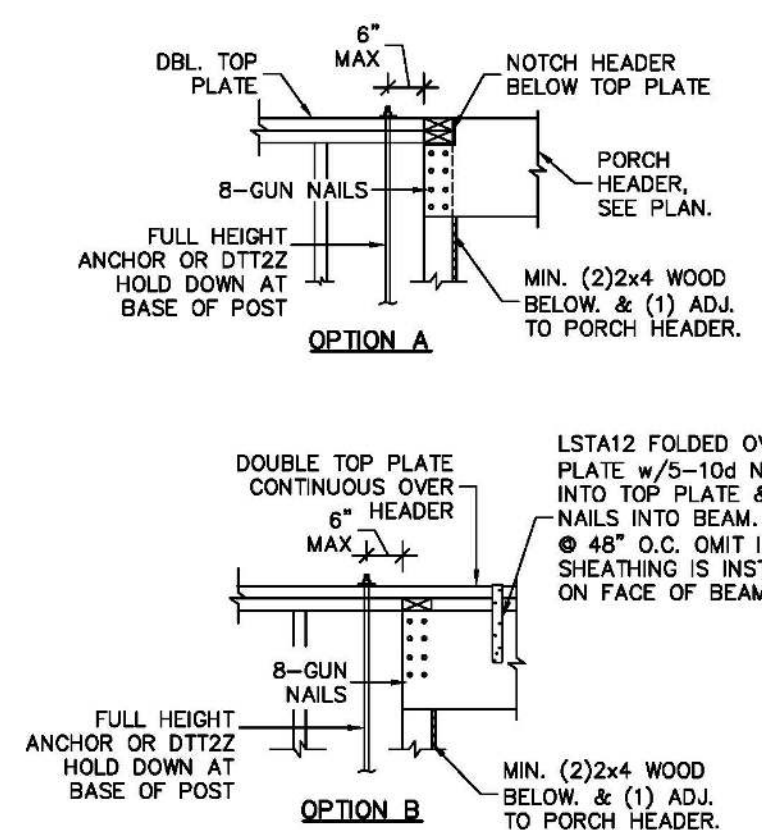 6"
MAX
DBL. TOP
PLATE
NOTCH HEADER
BELOW TOP PLATE
PORCH
HEADER,
SEE PLAN.
8-GUN NAILS
FULL HEIGHT
ANCHOR OR DTT2Z
HOLD DOWN AT
BASE OF POST
MIN. (2)2x4 WOOD
BELOW. & (1) ADJ.
TO PORCH HEADER.
OPTION A
DOUBLE TOP PLATE
CONTINUOUS OVER
HEADER
6"
MAX
LSTA12 FOLDED OV
PLATE w/5-10d N
INTO TOP PLATE &
NAILS INTO BEAM.
@ 48" O.C. OMIT I
SHEATHING IS INST
ON FACE OF BEAM
8-GUN
NAILS
FULL HEIGHT
ANCHOR OR DTT2Z
HOLD DOWN AT
BASE OF POST
MIN. (2)2x4 WOOD
BELOW. & (1) ADJ.
TO PORCH HEADER.
OPTION B